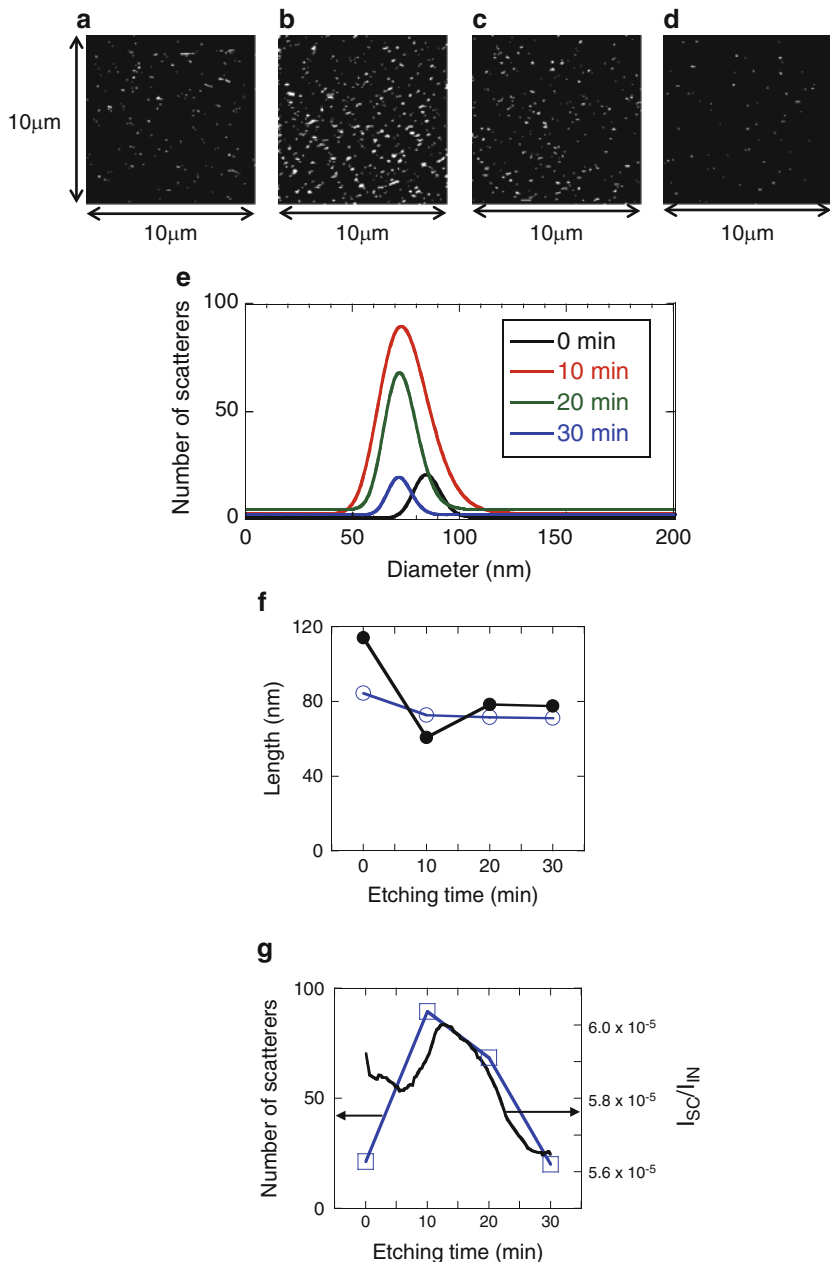 a b c d
10μm
10μm 10μm 10μm 10μm
e
100
50
0
Number of scatterers
0 min
10 min
20 min
30 min
0 50 100 150 200
Diameter (nm)
f
120
80
40
0
Length (nm)
0 10 20 30
Etching time (min)
g
100
50
0
Number of scatterers
6.0 x 10-5
5.8 x 10-5
5.6 x 10-5
ISC/IIN
0 10 20 30
Etching time (min)